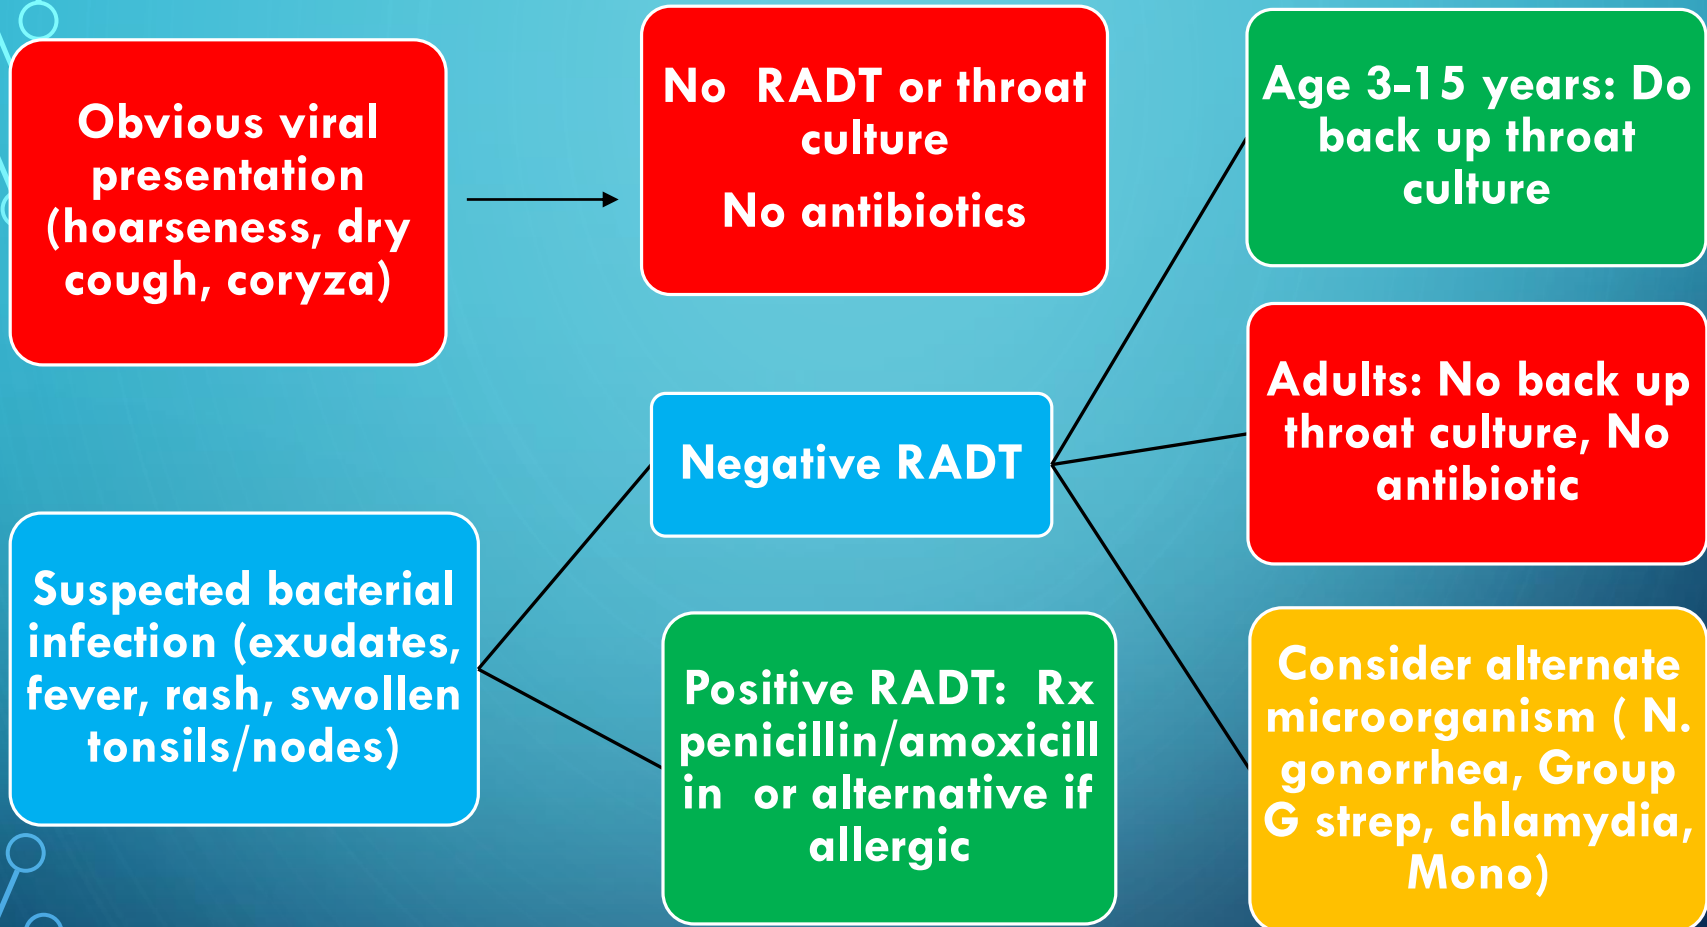 Obvious viral
presentation
(hoarseness, dry
cough, coryza)
No RADT or throat
culture
No antibiotics
Age 3-15 years: Do
back up throat
culture
Adults: No back up
throat culture, No
antibiotic
Negative RADT
Suspected bacterial
infection (exudates,
fever, rash, swollen
tonsils/nodes)
Positive RADT: Rx
penicillin/amoxicill
in or alternative if
allergic
Consider alternate
microorganism ( N.
gonorrhea, Group
G strep, chlamydia,
Mono)